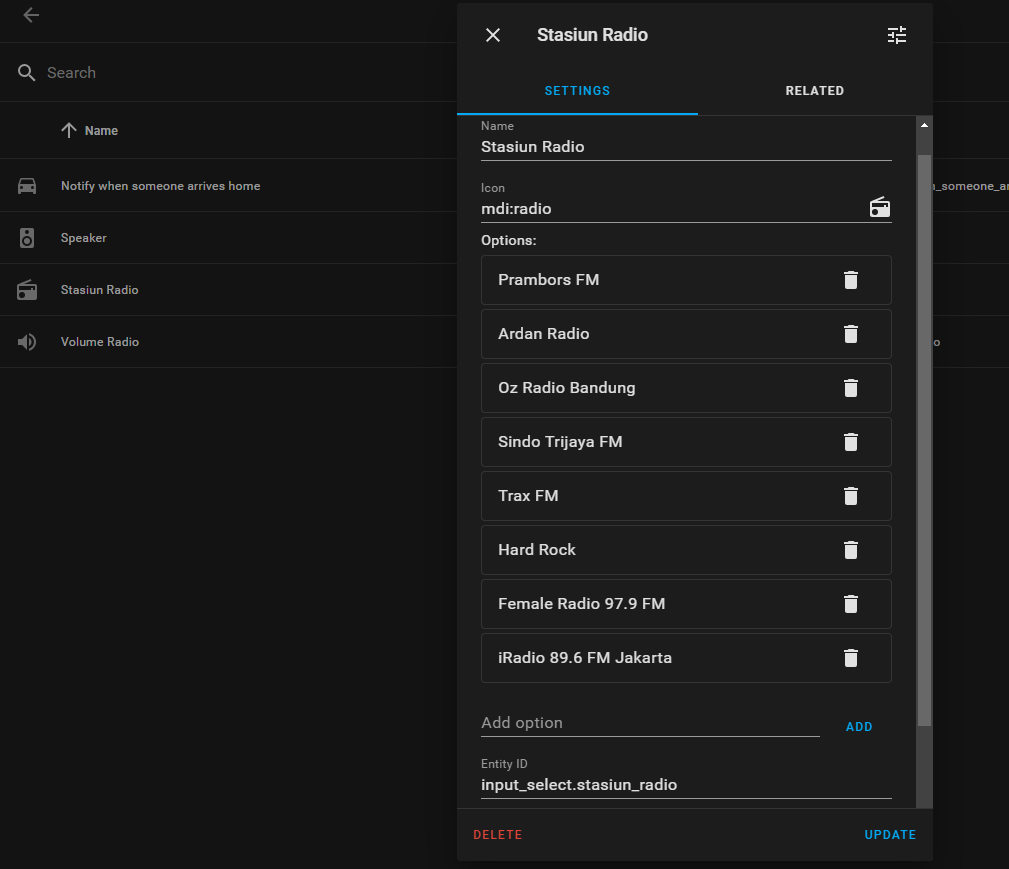 Search
Name
Notify when someone arrives home
Speaker
Stasiun Radio
Volume Radio
Stasiun Radio
SETTINGS
RELATED
Name
Stasiun Radio
Icon
mdi:radio
Options:
Prambors FM
Ardan Radio
Oz Radio Bandung
Sindo Trijaya FM
Trax FM
Hard Rock
Female Radio 97.9 FM
iRadio 89.6 FM Jakarta
Add option
ADD
Entity ID
input_select.stasiun_radio
DELETE
UPDATE